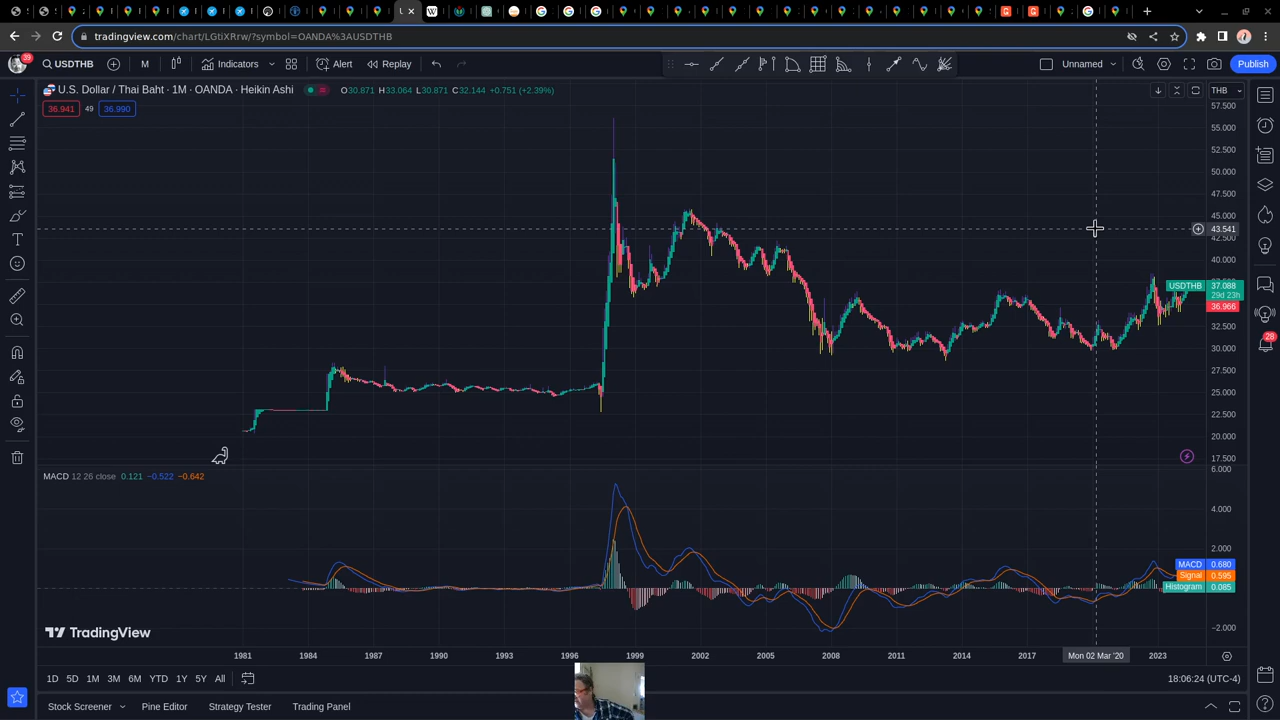 tradingview.com/chart/LGtiXRrw/?symbol=OANDA%3AUSDTHB
39
USDTHB M Indicators Alert Replay Unnamed Publish
U.S. Dollar / Thai Baht · 1M · OANDA · Heikin Ashi O30.871 H33.064 L30.871 C32.144 +0.751 (+2.39%) THB
36.941 49 36.990
57.500
55.000
52.500
50.000
47.500
45.000
43.541
42.500
40.000
USDTHB 37.088
29d 23h
36.966
32.500
30.000
28
27.500
25.000
22.500
20.000
17.500
MACD 12 26 close 0.121 −0.522 −0.642
6.000
4.000
2.000
MACD 0.680
Signal 0.595
Histogram 0.085
−2.000
TradingView
1981 1984 1987 1990 1993 1996 1999 2002 2005 2008 2011 2014 2017 Mon 02 Mar '20 2023
1D 5D 1M 3M 6M YTD 1Y 5Y All 18:06:24 (UTC-4)
Stock Screener Pine Editor Strategy Tester Trading Panel